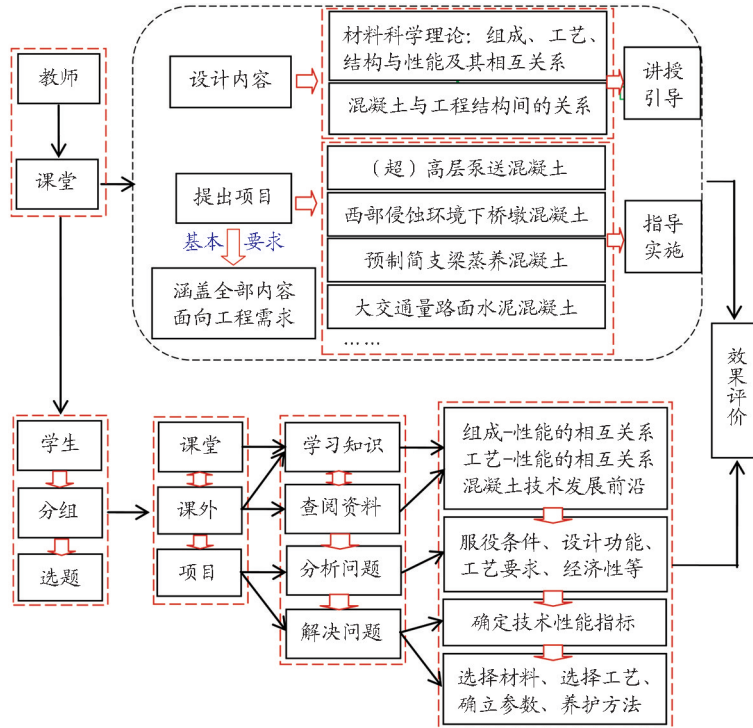 教师
课堂
设计内容
材料科学理论：组成、工艺、
结构与性能及其相互关系
混凝土与工程结构间的关系
讲授
引导
提出项目
基本 要求
涵盖全部内容
面向工程需求
（超）高层泵送混凝土
西部侵蚀环境下桥墩混凝土
预制简支梁蒸养混凝土
大交通量路面水泥混凝土
……
指导
实施
效果评价
学生
分组
选题
课堂
课外
项目
学习知识
查阅资料
分析问题
解决问题
组成-性能的相互关系
工艺-性能的相互关系
混凝土技术发展前沿
服役条件、设计功能、
工艺要求、经济性等
确定技术性能指标
选择材料、选择工艺、
确立参数、养护方法